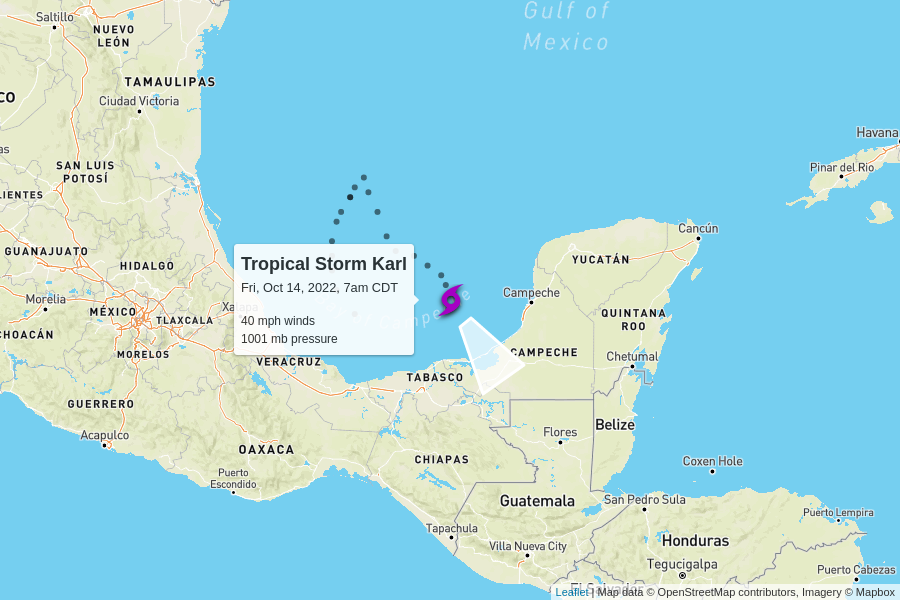 Gulf of
Mexico
Saltillo
NUEVO
LEÓN
TAMAULIPAS
Ciudad Victoria
CO
as
SAN LUIS
POTOSÍ
LIENTES
GUANAJUATO
HIDALGO
Morelia
MÉXICO
TLAXCALA
CHOACÁN
MORELOS
Xalapa
VERACRUZ
GUERRERO
Acapulco
OAXACA
Puerto
Escondido
TABASCO
CHIAPAS
Tapachula
Havana
Pinar del Rio
Cancún
YUCATÁN
Campeche
QUINTANA
ROO
CAMPECHE
Chetumal
Belize
Flores
Coxen Hole
Guatemala
San Pedro Sula
Puerto Lempira
Villa Nueva City
Honduras
Tegucigalpa
Puerto Cabezas
El Salvador
Tropical Storm Karl
Fri, Oct 14, 2022, 7am CDT
40 mph winds
1001 mb pressure
Leaflet | Map data © OpenStreetMap contributors, Imagery © Mapbox